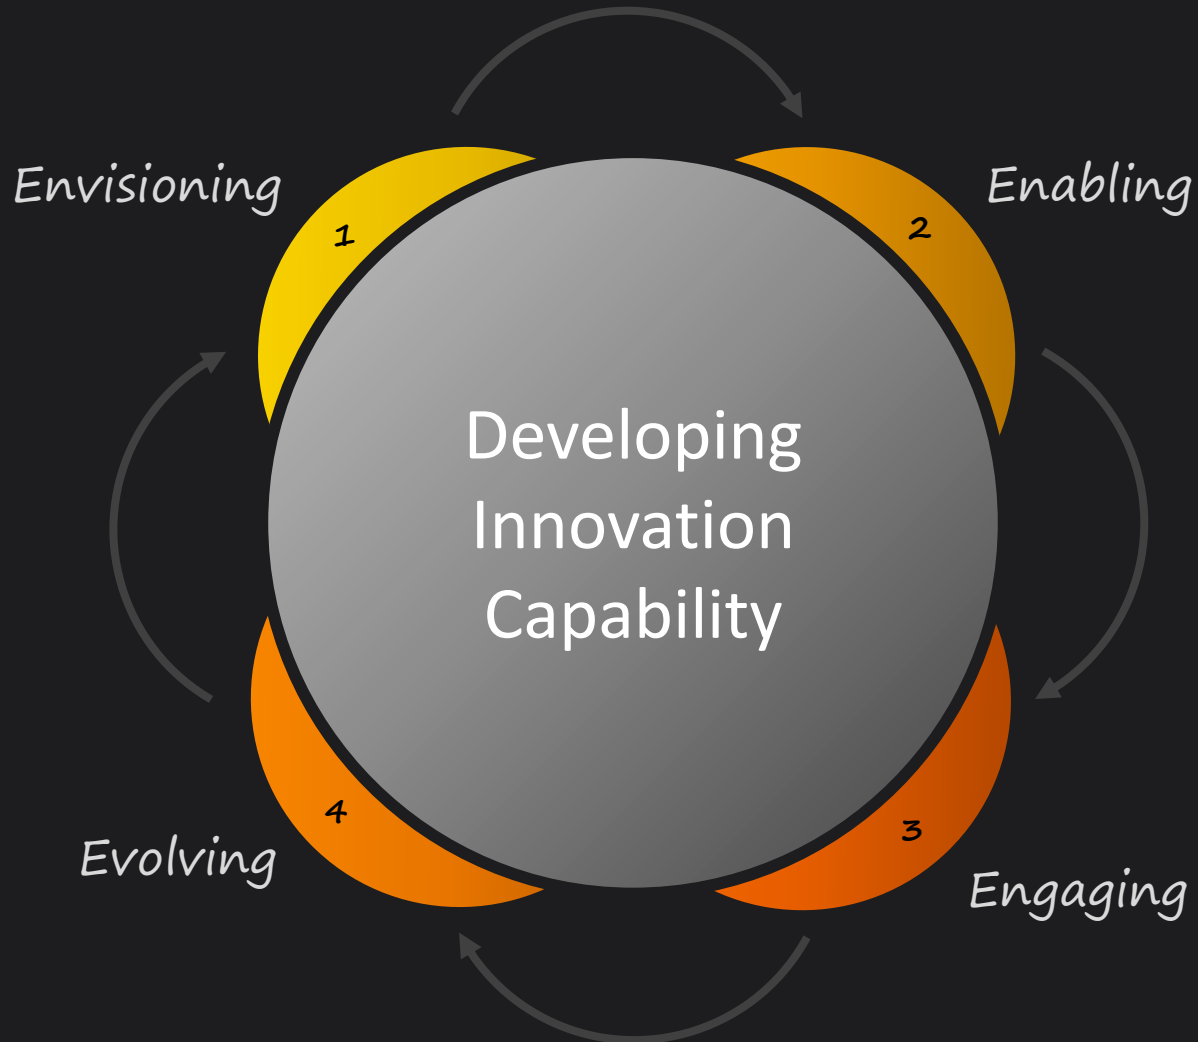 Envisioning
1
2
Enabling
Developing
Innovation
Capability
4
3
Evolving
Engaging